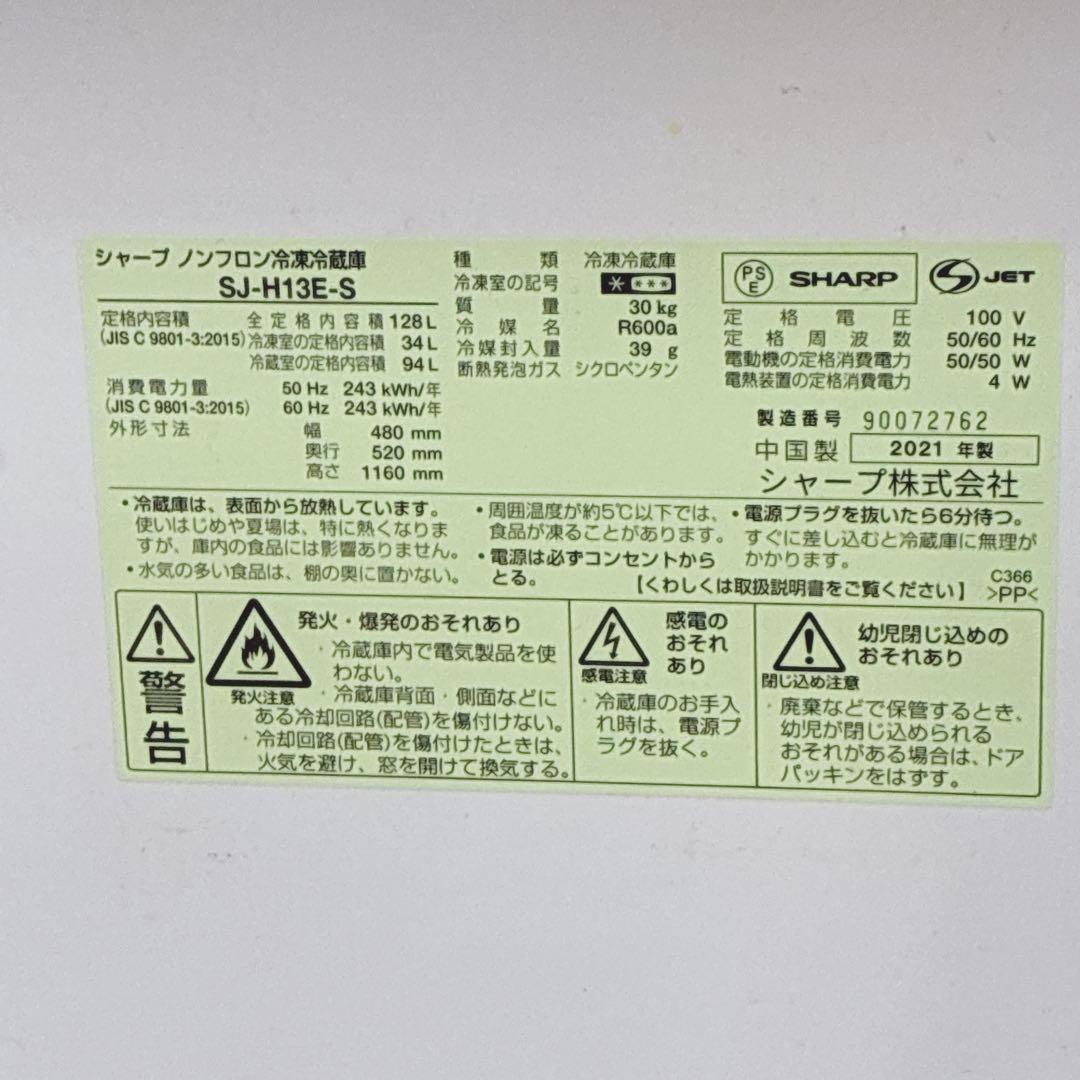 シャープ ノンフロン冷凍冷蔵庫
SJ-H13E-S
定格内容積 全定格内容積 128 L
(JIS C 9801-3:2015) 冷凍室の定格内容積 34 L
冷蔵室の定格内容積 94 L
消費電力量 50 Hz 243 kWh/年
(JIS C 9801-3:2015) 60 Hz 243 kWh/年
外形寸法 幅 480 mm
奥行 520 mm
高さ 1160 mm
種類 冷凍冷蔵庫
冷凍室の記号
質量 30 kg
冷媒名 R600a
冷媒封入量 39 g
断熱発泡ガス シクロペンタン
PSE SHARP S JET
定格電圧 100 V
定格周波数 50/60 Hz
電動機の定格消費電力 50/50 W
電熱装置の定格消費電力 4 W
製造番号 90072762
中国製 2021 年製
シャープ株式会社
・冷蔵庫は、表面から放熱しています。
使いはじめや夏場は、特に熱くなりま
すが、庫内の食品には影響ありません。
・水気の多い食品は、棚の奥に置かない。
・周囲温度が約5℃以下では、
食品が凍ることがあります。
・電源は必ずコンセントから
とる。
・電源プラグを抜いたら6分待つ。
すぐに差し込むと冷蔵庫に無理が
かかります。
【くわしくは取扱説明書をご覧ください】
C366
>PP<
警告
発火注意
発火・爆発のおそれあり
・冷蔵庫内で電気製品を使
わない。
・冷蔵庫背面・側面などに
ある冷却回路(配管)を傷付けない。
・冷却回路(配管)を傷付けたときは、
火気を避け、窓を開けて換気する。
感電注意
感電の
おそれ
あり
・冷蔵庫のお手入
れ時は、電源プ
ラグを抜く。
閉じ込め注意
幼児閉じ込めの
おそれあり
・廃棄などで保管するとき、
幼児が閉じ込められる
おそれがある場合は、ドア
パッキンをはずす。